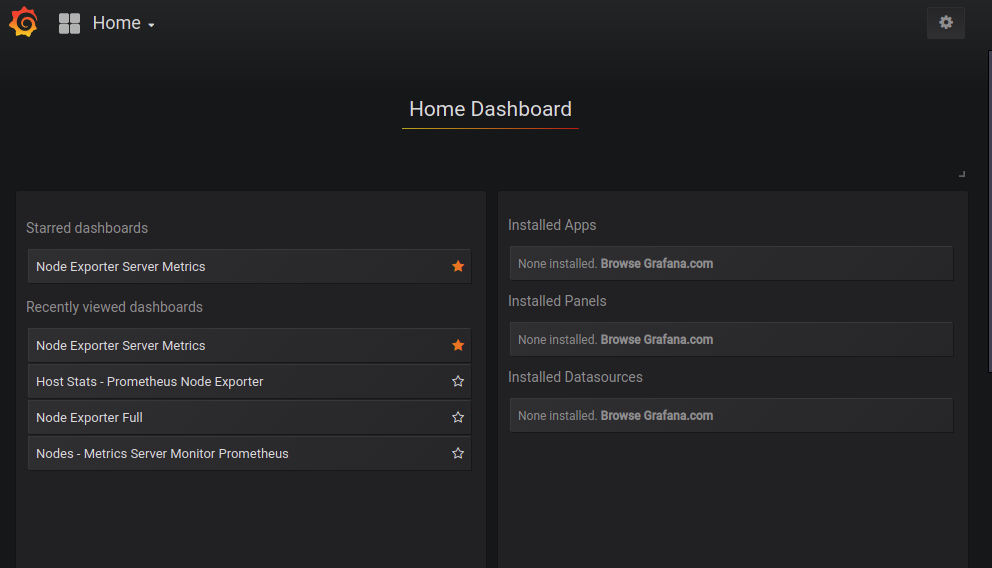 Home
Home Dashboard
Starred dashboards
Node Exporter Server Metrics
Recently viewed dashboards
Node Exporter Server Metrics
Host Stats - Prometheus Node Exporter
Node Exporter Full
Nodes - Metrics Server Monitor Prometheus
Installed Apps
None installed. Browse Grafana.com
Installed Panels
None installed. Browse Grafana.com
Installed Datasources
None installed. Browse Grafana.com